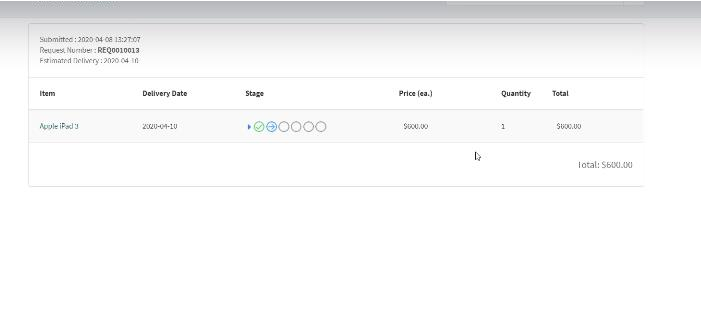 Submitted : 2020-04-08 13:27:07
Request Number : REQ0010013
Estimated Delivery : 2020-04-10
Item Delivery Date Stage Price (ea.) Quantity Total
Apple iPad 3 2020-04-10 $600.00 1 $600.00
Total: $600.00